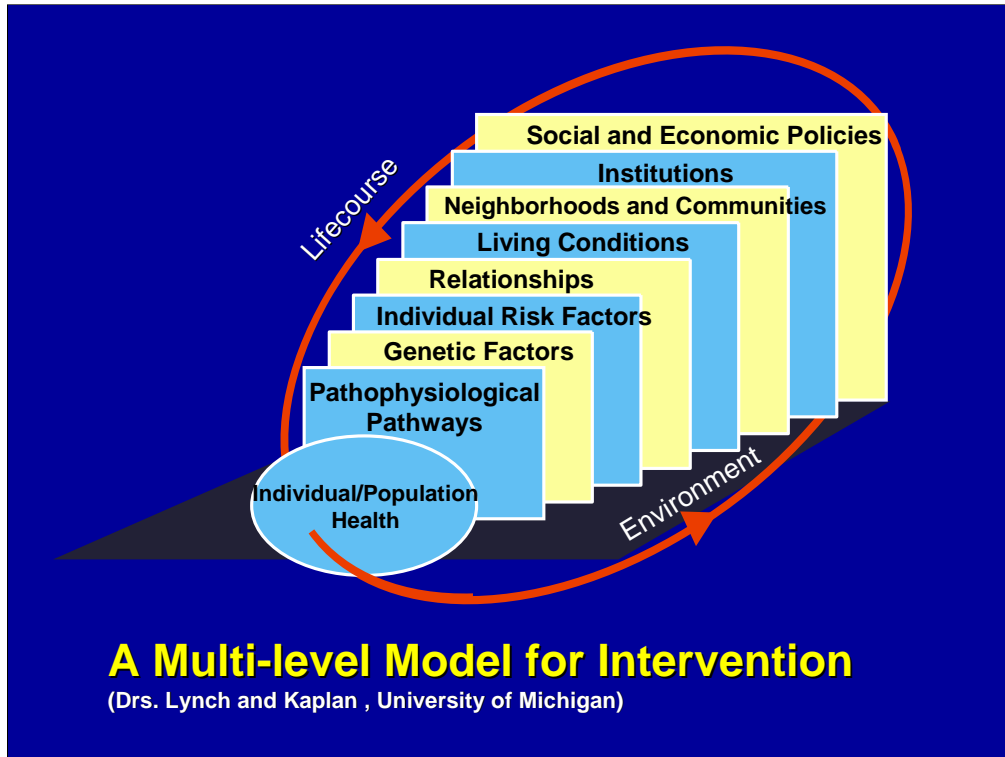 Social and Economic Policies
Institutions
Neighborhoods and Communities
Living Conditions
Relationships
Individual Risk Factors
Genetic Factors
Pathophysiological
Pathways
Individual/Population
Health
Lifecourse
Environment
A Multi-level Model for Intervention
(Drs. Lynch and Kaplan , University of Michigan)